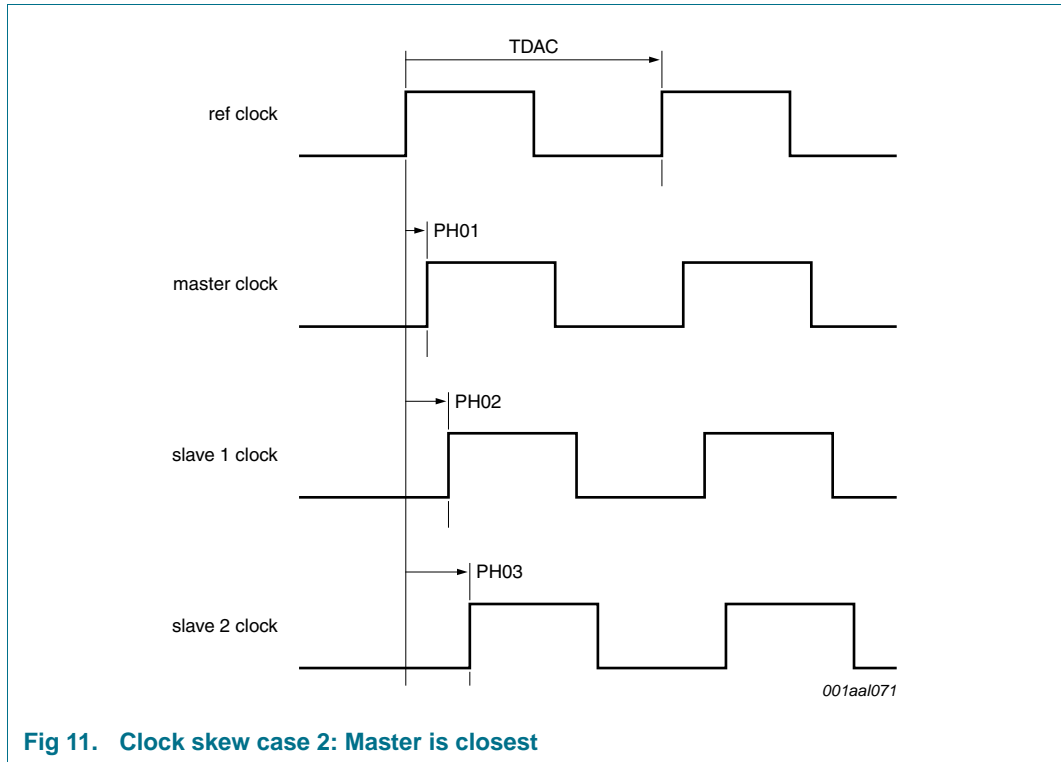 TDAC
ref clock
PH01
master clock
PH02
slave 1 clock
PH03
slave 2 clock
001aal071
Fig 11. Clock skew case 2: Master is closest